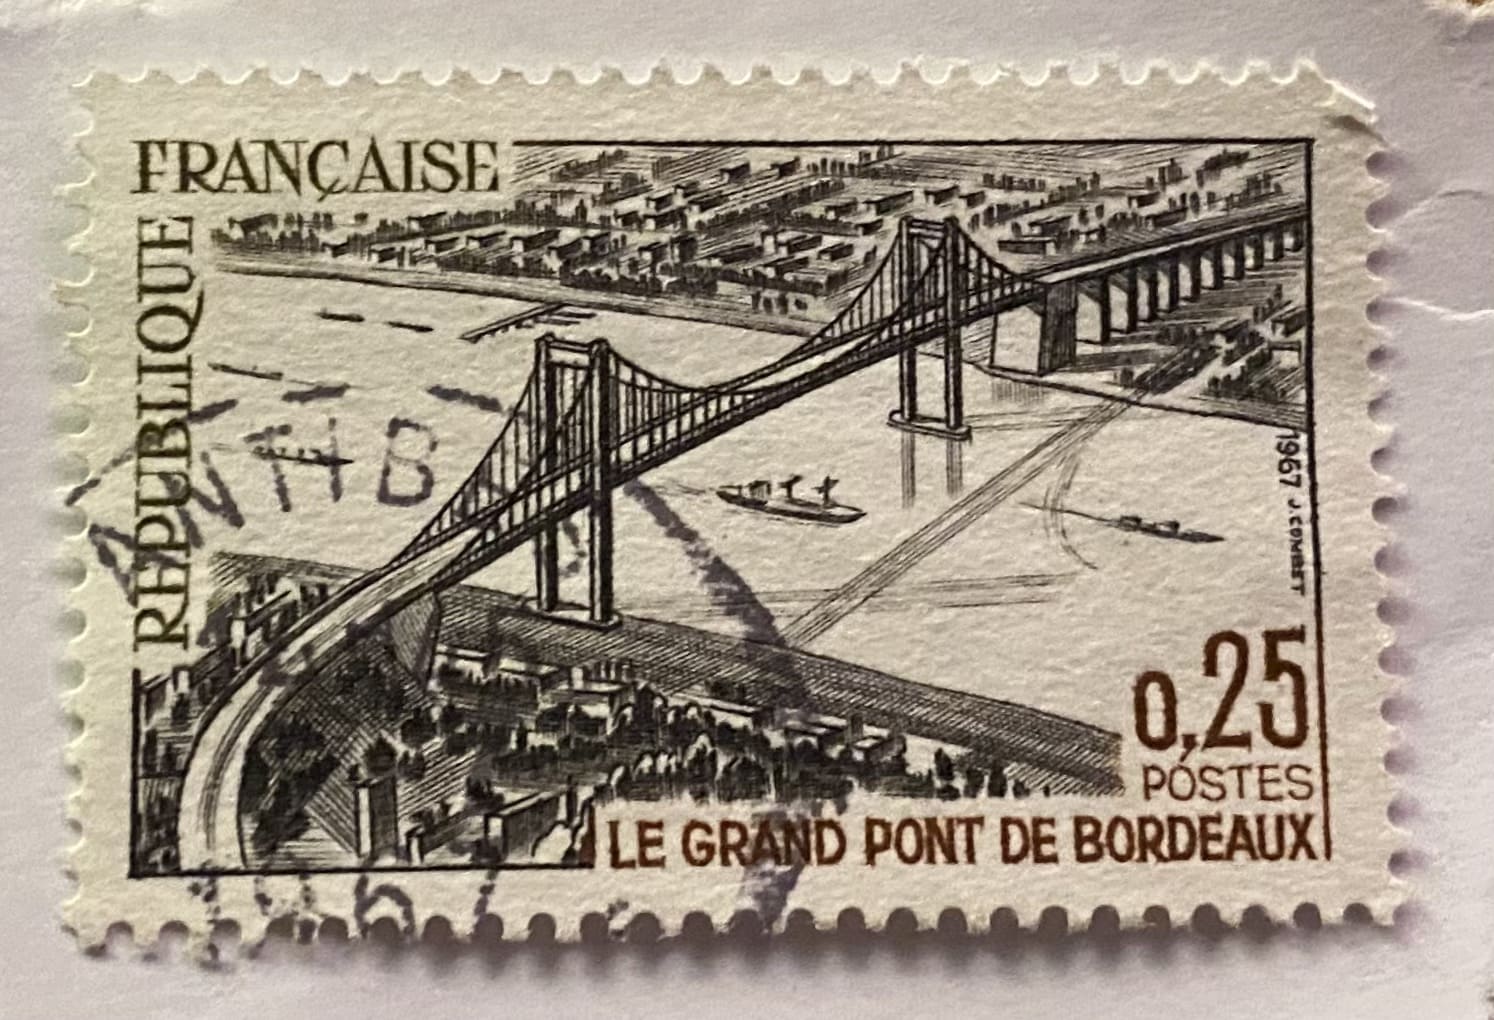 FRANÇAISE
RÉPUBLIQUE
1967 J.COMBET
0,25
POSTES
LE GRAND PONT DE BORDEAUX